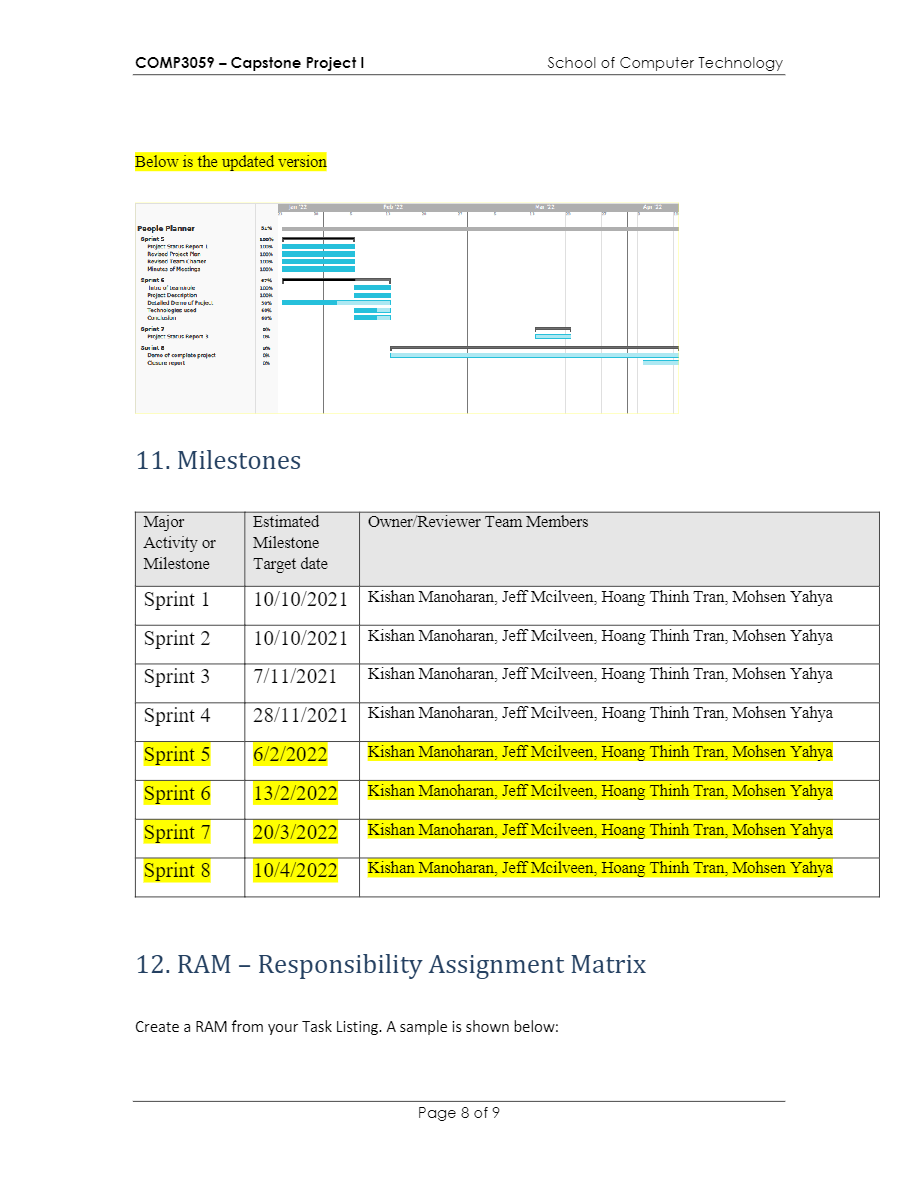 COMP3059 – Capstone Project I School of Computer Technology
Below is the updated version
Jan '22 Feb '22 Mar '22 Apr '22
People Planner 51%
Sprint 5 100%
Project Status Report 1 100%
Revised Project Plan 100%
Revised Team Charter 100%
Minutes of Meetings 100%
Sprint 6 67%
Intro of team/role 100%
Project Description 100%
Detailed Demo of Project 50%
Technologies used 60%
Conclusion 60%
Sprint 7 0%
Project Status Report 3 0%
Sprint 8 0%
Demo of complete project 0%
Closure report 0%
11. Milestones
Major Activity or Milestone Estimated Milestone Target date Owner/Reviewer Team Members
Sprint 1 10/10/2021 Kishan Manoharan, Jeff Mcilveen, Hoang Thinh Tran, Mohsen Yahya
Sprint 2 10/10/2021 Kishan Manoharan, Jeff Mcilveen, Hoang Thinh Tran, Mohsen Yahya
Sprint 3 7/11/2021 Kishan Manoharan, Jeff Mcilveen, Hoang Thinh Tran, Mohsen Yahya
Sprint 4 28/11/2021 Kishan Manoharan, Jeff Mcilveen, Hoang Thinh Tran, Mohsen Yahya
Sprint 5 6/2/2022 Kishan Manoharan, Jeff Mcilveen, Hoang Thinh Tran, Mohsen Yahya
Sprint 6 13/2/2022 Kishan Manoharan, Jeff Mcilveen, Hoang Thinh Tran, Mohsen Yahya
Sprint 7 20/3/2022 Kishan Manoharan, Jeff Mcilveen, Hoang Thinh Tran, Mohsen Yahya
Sprint 8 10/4/2022 Kishan Manoharan, Jeff Mcilveen, Hoang Thinh Tran, Mohsen Yahya
12. RAM – Responsibility Assignment Matrix
Create a RAM from your Task Listing. A sample is shown below:
Page 8 of 9